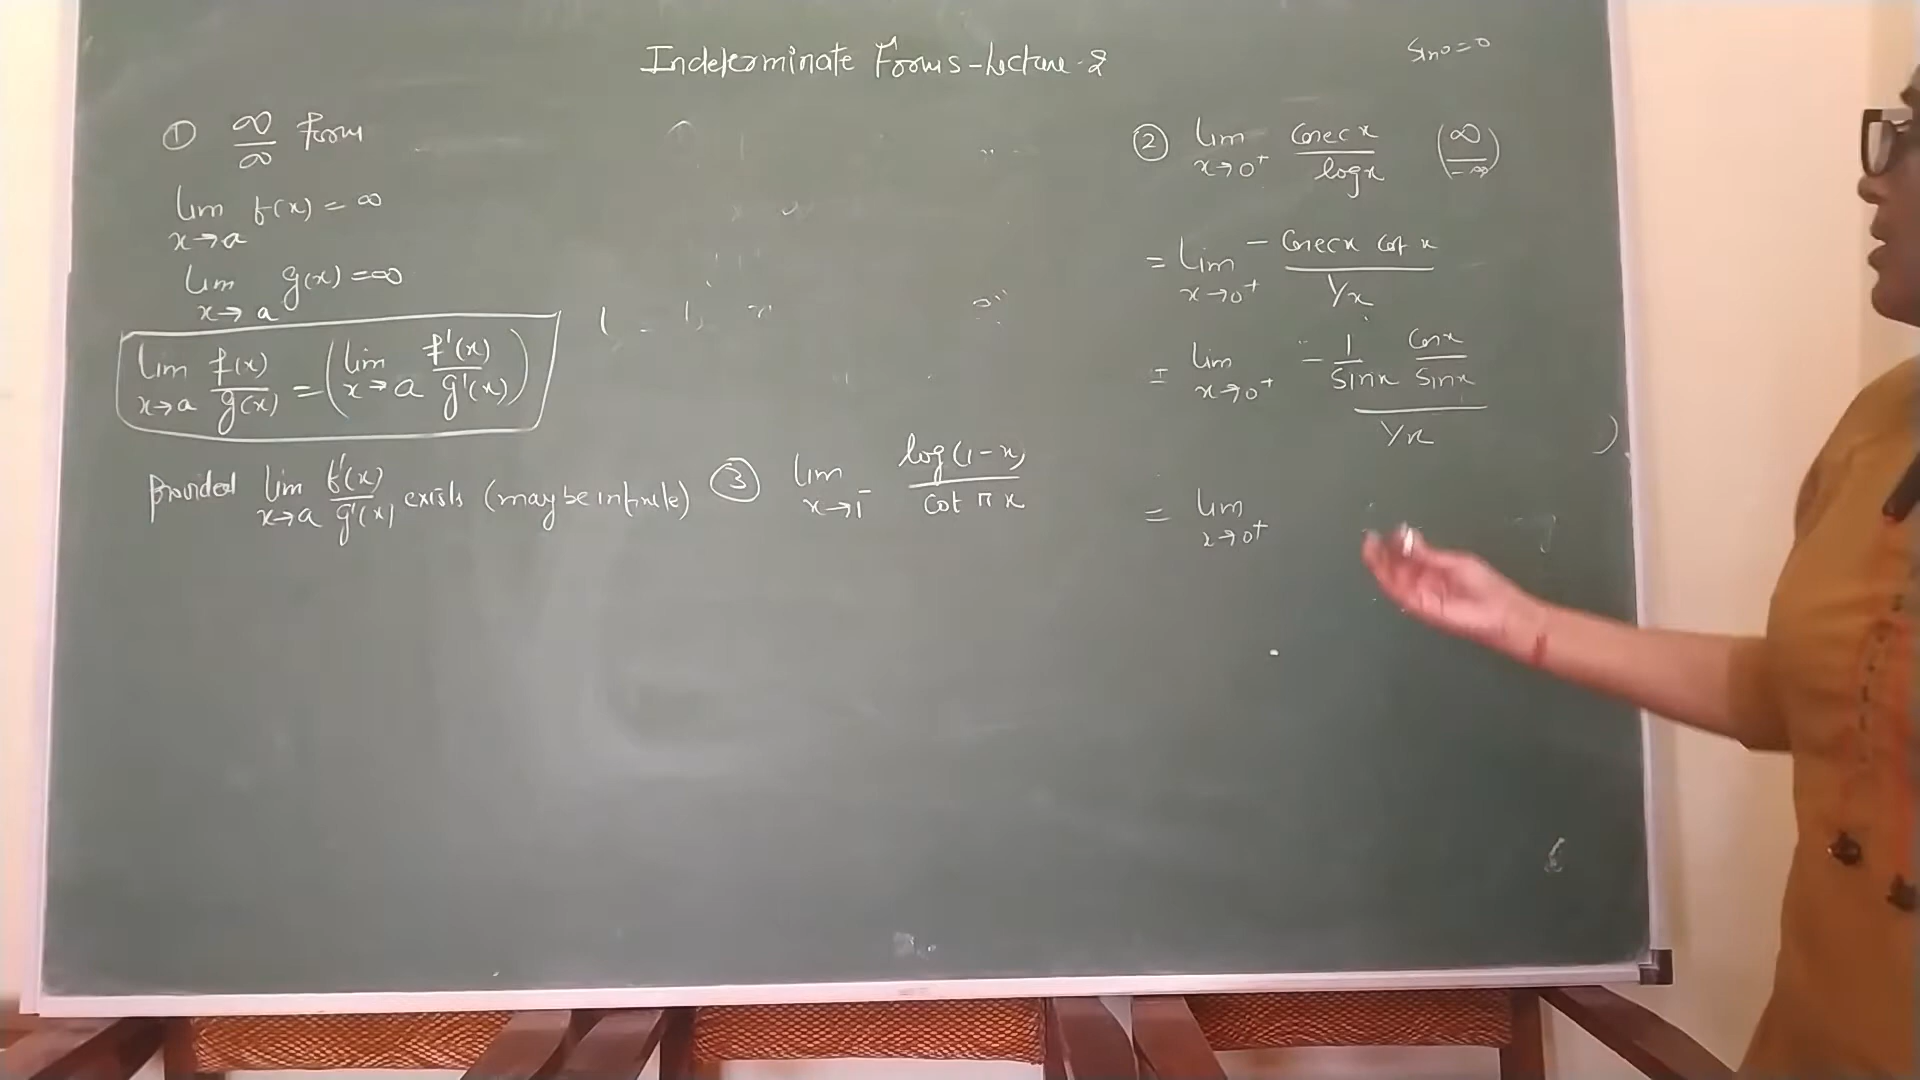 Indeterminate Forms - Lecture - 2
sin 0 = 0
① ∞/∞ Form
lim x→a f(x) = ∞
lim x→a g(x) = ∞
lim x→a f(x)/g(x) = (lim x→a f'(x)/g'(x))
provided lim x→a f'(x)/g'(x) exists (may be infinite)
③ lim x→1⁻ log(1-x)/cot πx
② lim x→0⁺ cosec x/log x (∞/-∞)
= lim x→0⁺ - cosec x cot x / 1/x
= lim x→0⁺ - 1/sin x cos x/sin x / 1/x
= lim x→0⁺